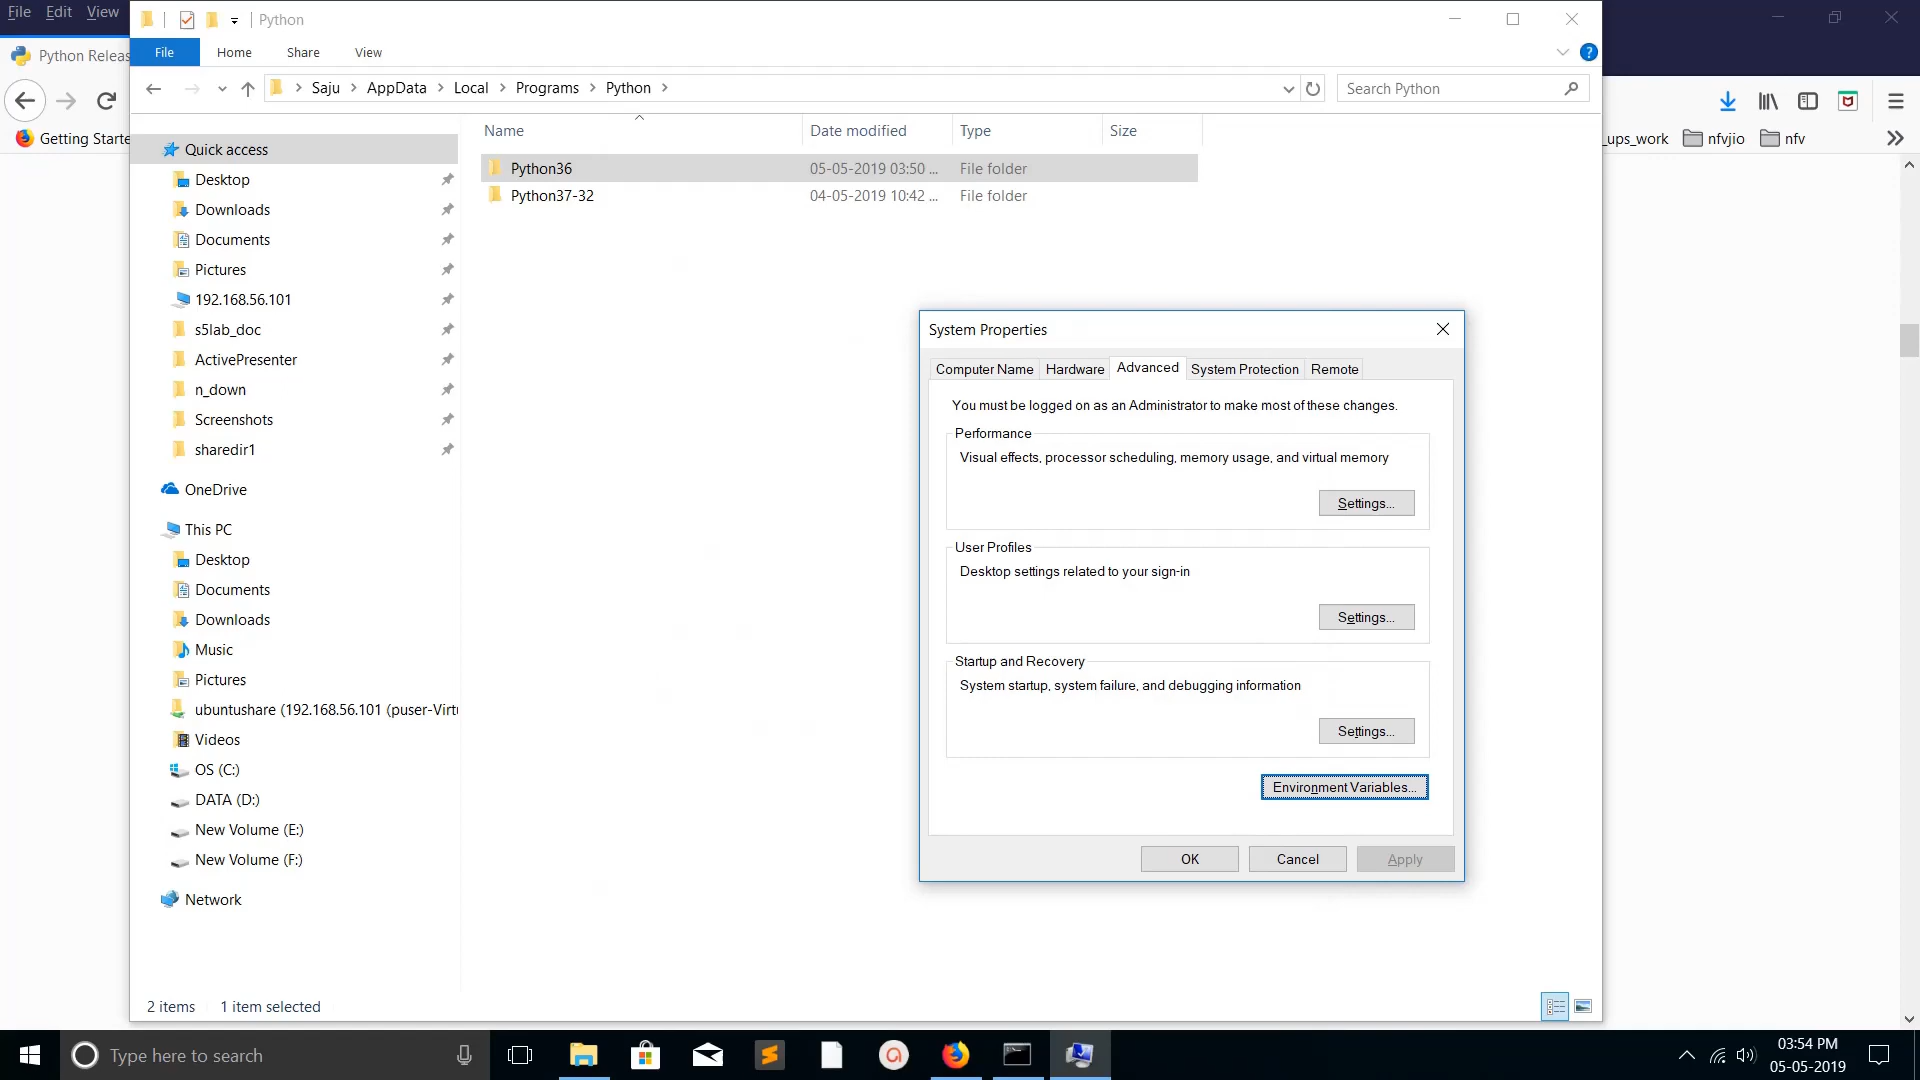 File Edit View
Python
Python Releas
File Home Share View
Saju AppData Local Programs Python
Search Python
Getting Starte
_ups_work nfvjio nfv
Name Date modified Type Size
Python36 05-05-2019 03:50 ... File folder
Python37-32 04-05-2019 10:42 ... File folder
Quick access
Desktop
Downloads
Documents
Pictures
192.168.56.101
s5lab_doc
ActivePresenter
n_down
Screenshots
sharedir1
OneDrive
This PC
Desktop
Documents
Downloads
Music
Pictures
ubuntushare (192.168.56.101 (puser-Virtu
Videos
OS (C:)
DATA (D:)
New Volume (E:)
New Volume (F:)
Network
2 items 1 item selected
System Properties
Computer Name Hardware Advanced System Protection Remote
You must be logged on as an Administrator to make most of these changes.
Performance
Visual effects, processor scheduling, memory usage, and virtual memory
Settings...
User Profiles
Desktop settings related to your sign-in
Settings...
Startup and Recovery
System startup, system failure, and debugging information
Settings...
Environment Variables...
OK Cancel Apply
Type here to search
03:54 PM
05-05-2019